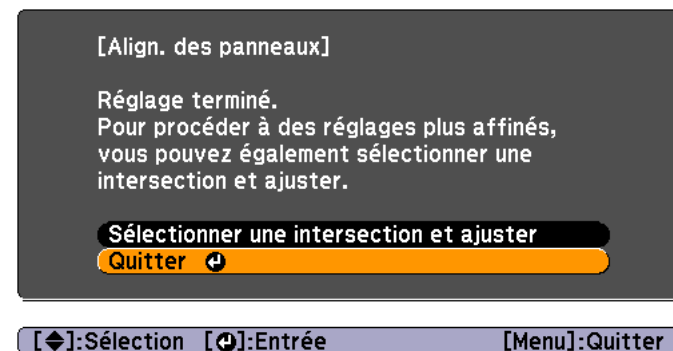 [Align. des panneaux]
Réglage terminé.
Pour procéder à des réglages plus affinés,
vous pouvez également sélectionner une
intersection et ajuster.
Sélectionner une intersection et ajuster
Quitter
[◆]:Sélection [↵]:Entrée [Menu]:Quitter